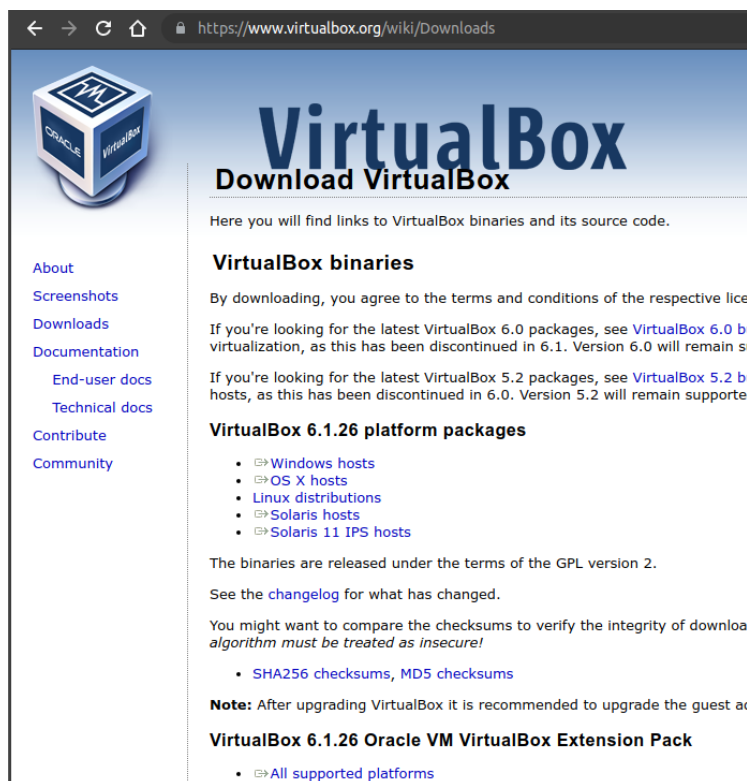 https://www.virtualbox.org/wiki/Downloads
ORACLE
VirtualBox
VirtualBox
Download VirtualBox
Here you will find links to VirtualBox binaries and its source code.
About
Screenshots
Downloads
Documentation
End-user docs
Technical docs
Contribute
Community
VirtualBox binaries
By downloading, you agree to the terms and conditions of the respective
If you're looking for the latest VirtualBox 6.0 packages, see VirtualBox 6.0
virtualization, as this has been discontinued in 6.1. Version 6.0 will remain
If you're looking for the latest VirtualBox 5.2 packages, see VirtualBox 5.2
hosts, as this has been discontinued in 6.0. Version 5.2 will remain supporte
VirtualBox 6.1.26 platform packages
Windows hosts
OS X hosts
Linux distributions
Solaris hosts
Solaris 11 IPS hosts
The binaries are released under the terms of the GPL version 2.
See the changelog for what has changed.
You might want to compare the checksums to verify the integrity of downloa
algorithm must be treated as insecure!
SHA256 checksums, MD5 checksums
Note: After upgrading VirtualBox it is recommended to upgrade the guest
VirtualBox 6.1.26 Oracle VM VirtualBox Extension Pack
All supported platforms